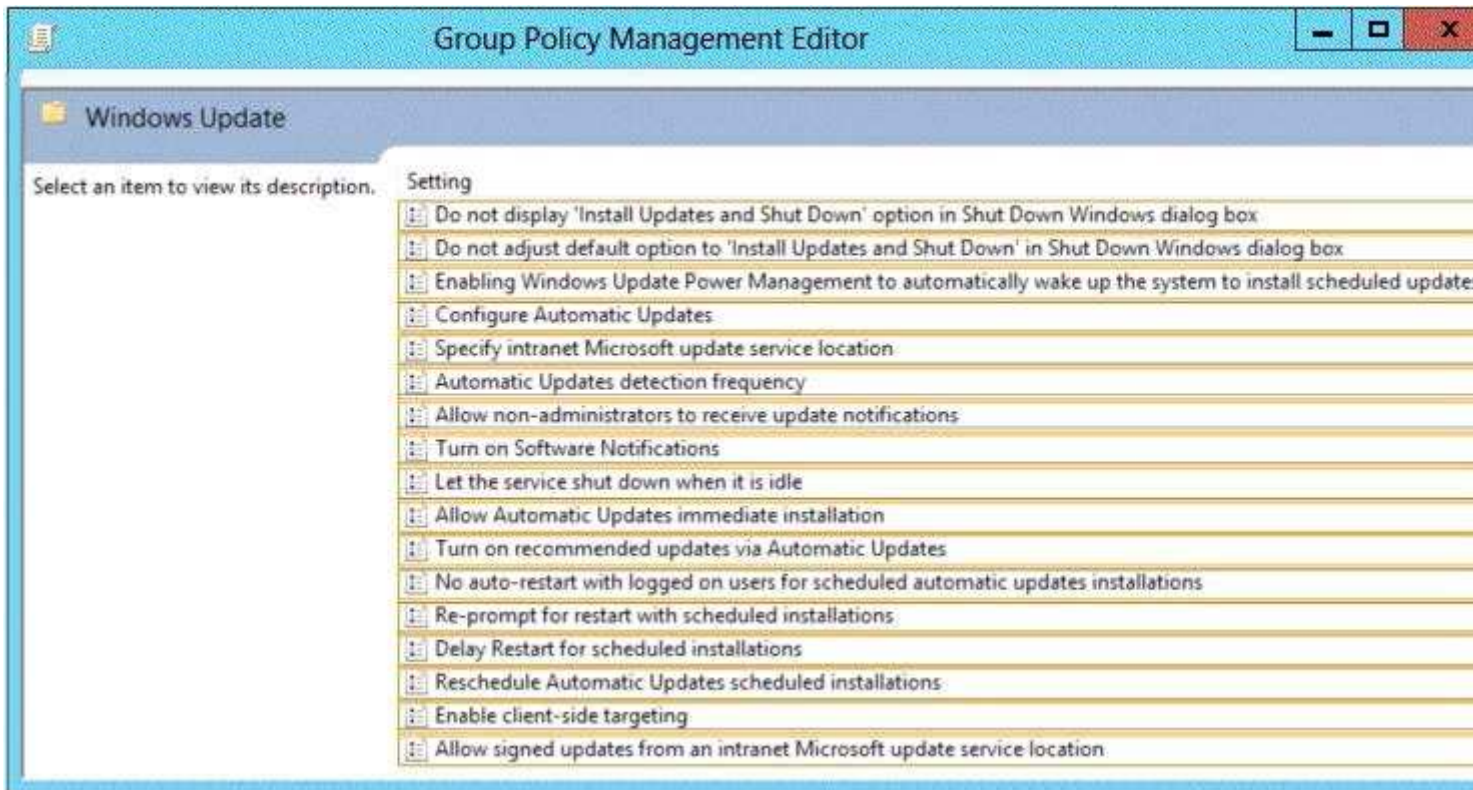 Group Policy Management Editor
Windows Update
Select an item to view its description.
Setting
Do not display 'Install Updates and Shut Down' option in Shut Down Windows dialog box
Do not adjust default option to 'Install Updates and Shut Down' in Shut Down Windows dialog box
Enabling Windows Update Power Management to automatically wake up the system to install scheduled updates
Configure Automatic Updates
Specify intranet Microsoft update service location
Automatic Updates detection frequency
Allow non-administrators to receive update notifications
Turn on Software Notifications
Let the service shut down when it is idle
Allow Automatic Updates immediate installation
Turn on recommended updates via Automatic Updates
No auto-restart with logged on users for scheduled automatic updates installations
Re-prompt for restart with scheduled installations
Delay Restart for scheduled installations
Reschedule Automatic Updates scheduled installations
Enable client-side targeting
Allow signed updates from an intranet Microsoft update service location